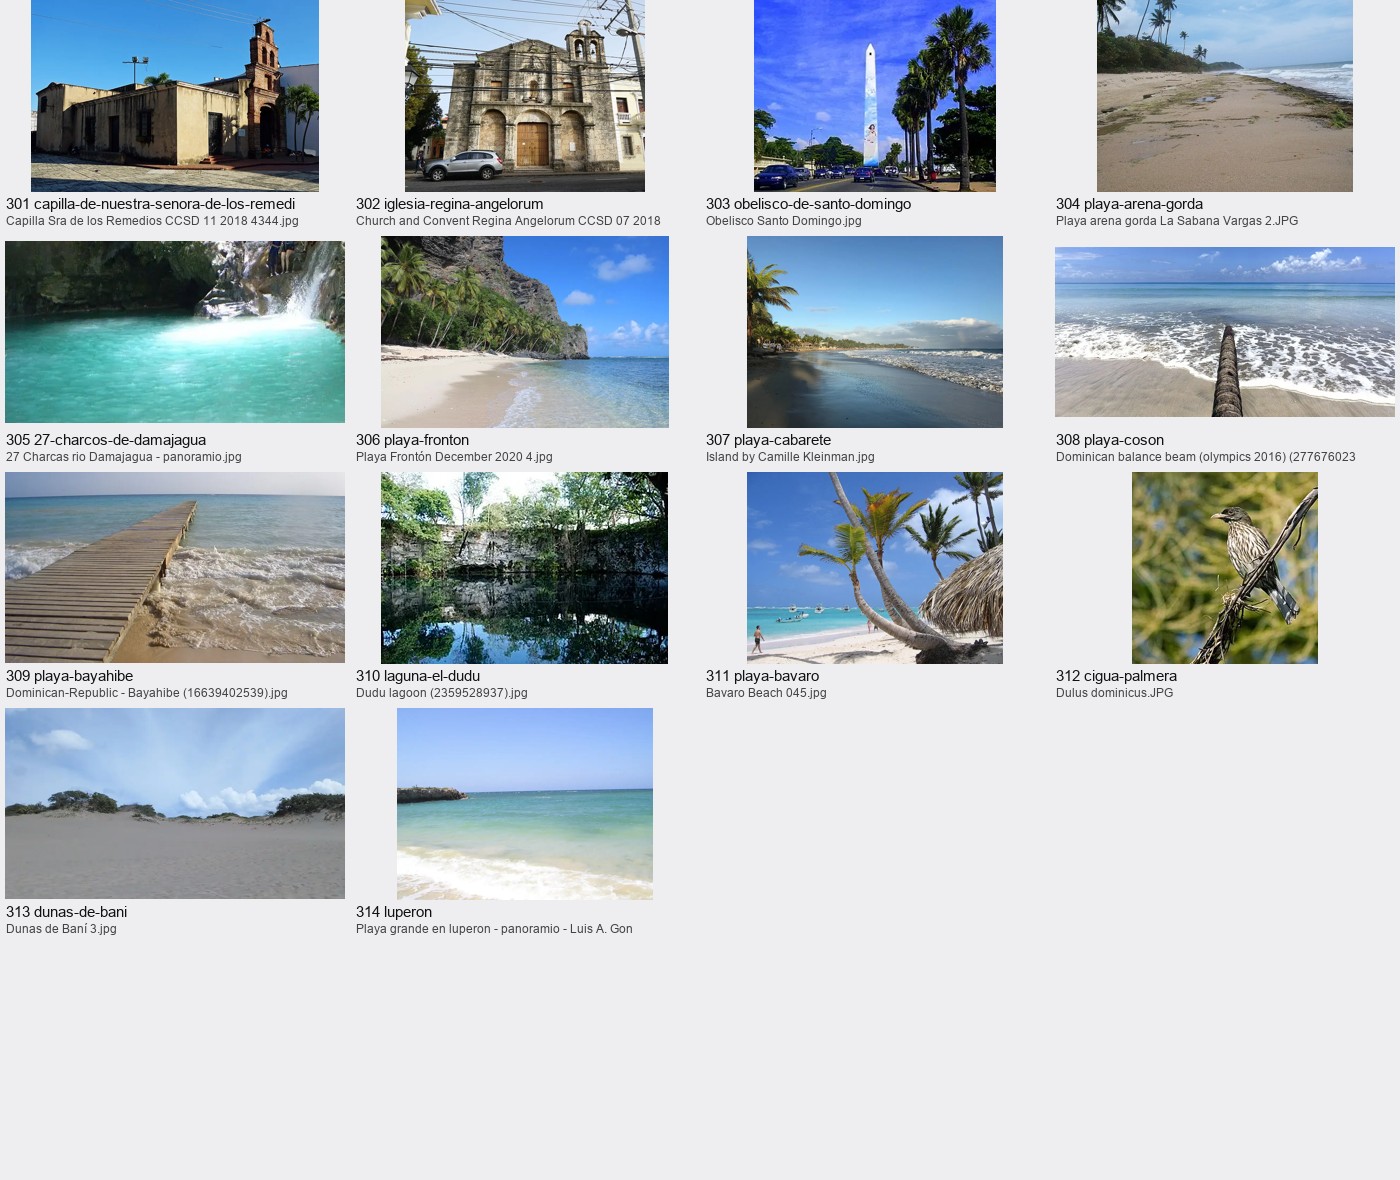 301 capilla-de-nuestra-senora-de-los-remedi
Capilla Sra de los Remedios CCSD 11 2018 4344.jpg
302 iglesia-regina-angelorum
Church and Convent Regina Angelorum CCSD 07 2018
303 obelisco-de-santo-domingo
Obelisco Santo Domingo.jpg
304 playa-arena-gorda
Playa arena gorda La Sabana Vargas 2.JPG
305 27-charcos-de-damajagua
27 Charcas rio Damajagua - panoramio.jpg
306 playa-fronton
Playa Frontón December 2020 4.jpg
307 playa-cabarete
Island by Camille Kleinman.jpg
308 playa-coson
Dominican balance beam (olympics 2016) (277676023
309 playa-bayahibe
Dominican-Republic - Bayahibe (16639402539).jpg
310 laguna-el-dudu
Dudu lagoon (2359528937).jpg
311 playa-bavaro
Bavaro Beach 045.jpg
312 cigua-palmera
Dulus dominicus.JPG
313 dunas-de-bani
Dunas de Baní 3.jpg
314 luperon
Playa grande en luperon - panoramio - Luis A. Gon